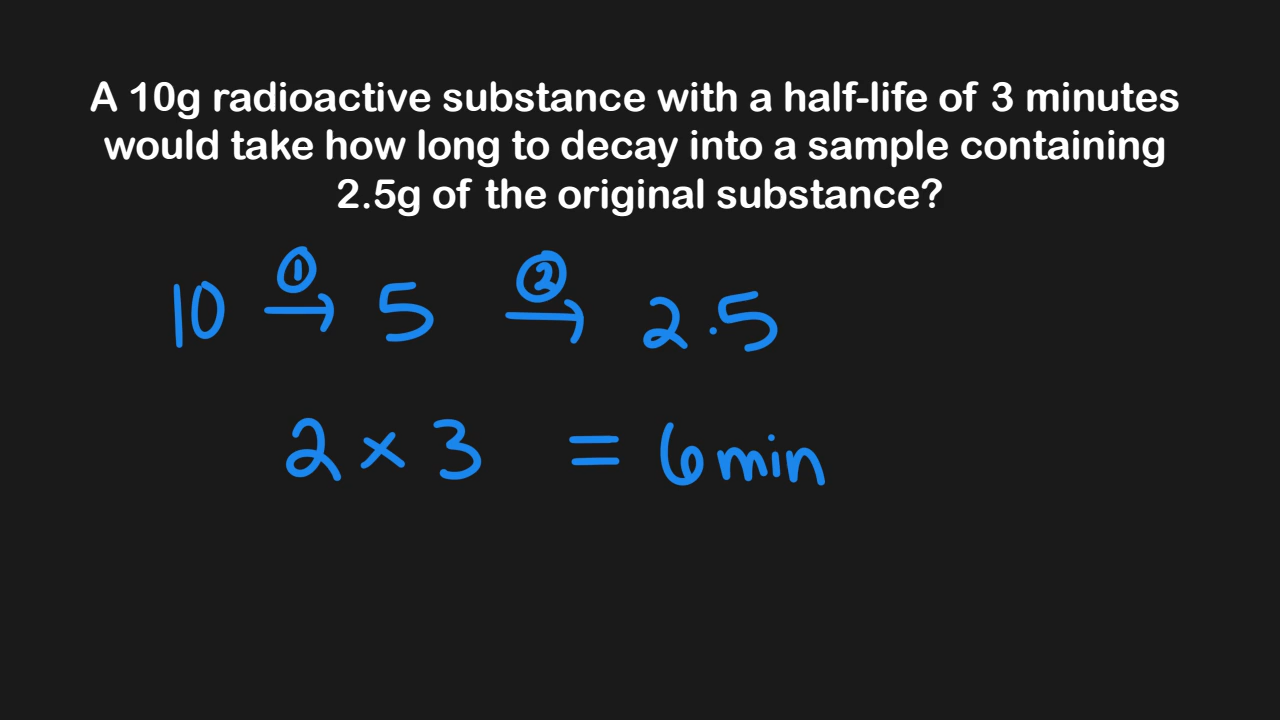 A 10g radioactive substance with a half-life of 3 minutes
would take how long to decay into a sample containing
2.5g of the original substance?
10 ①→ 5 ②→ 2.5
2 × 3 = 6 min